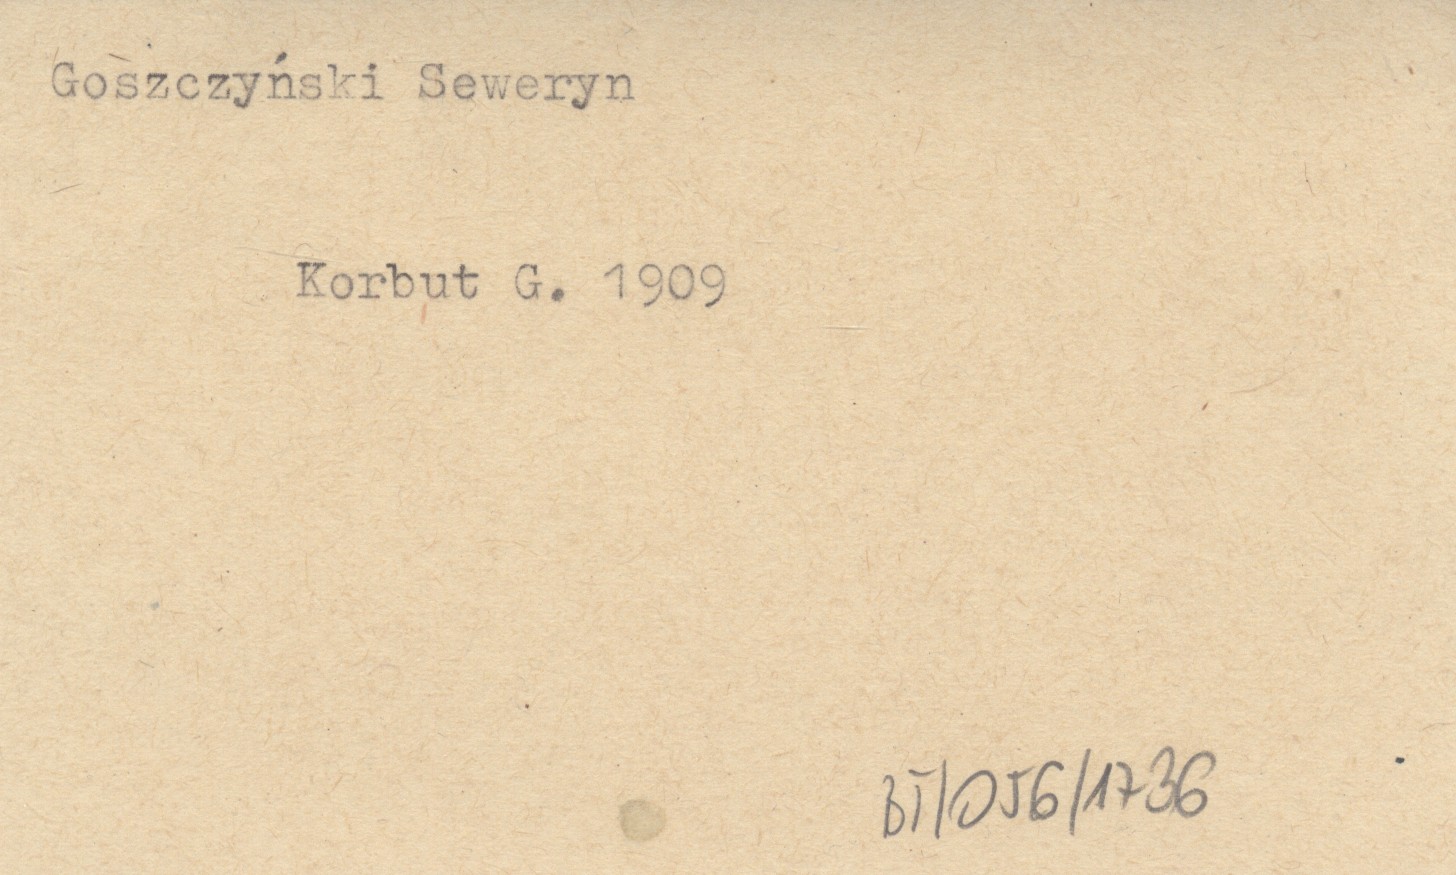 Goszczyński Seweryn
Korbut G. 1909
BT/056/1736